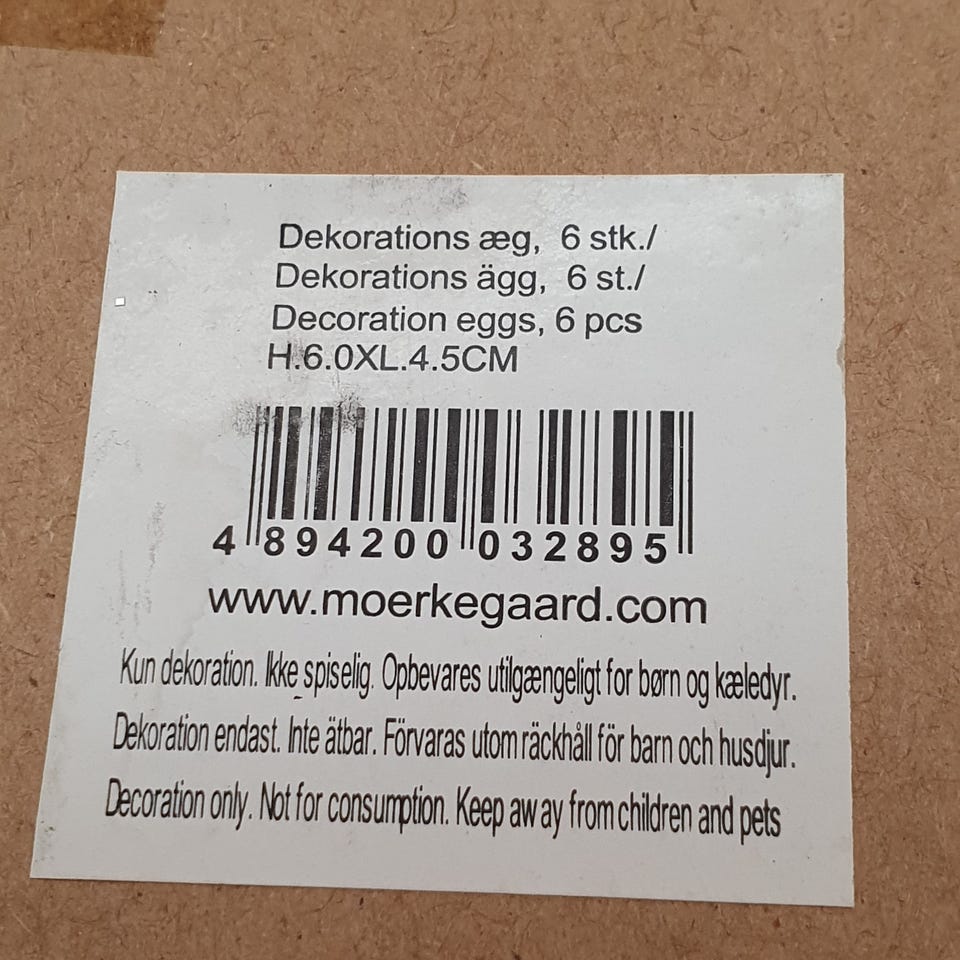 Dekorations æg, 6 stk./
Dekorations ägg, 6 st./
Decoration eggs, 6 pcs
H.6.0XL.4.5CM
4 894200 032895
www.moerkegaard.com
Kun dekoration. Ikke spiselig. Opbevares utilgængeligt for børn og kæledyr.
Dekoration endast. Inte ätbar. Förvaras utom räckhåll för barn och husdjur.
Decoration only. Not for consumption. Keep away from children and pets